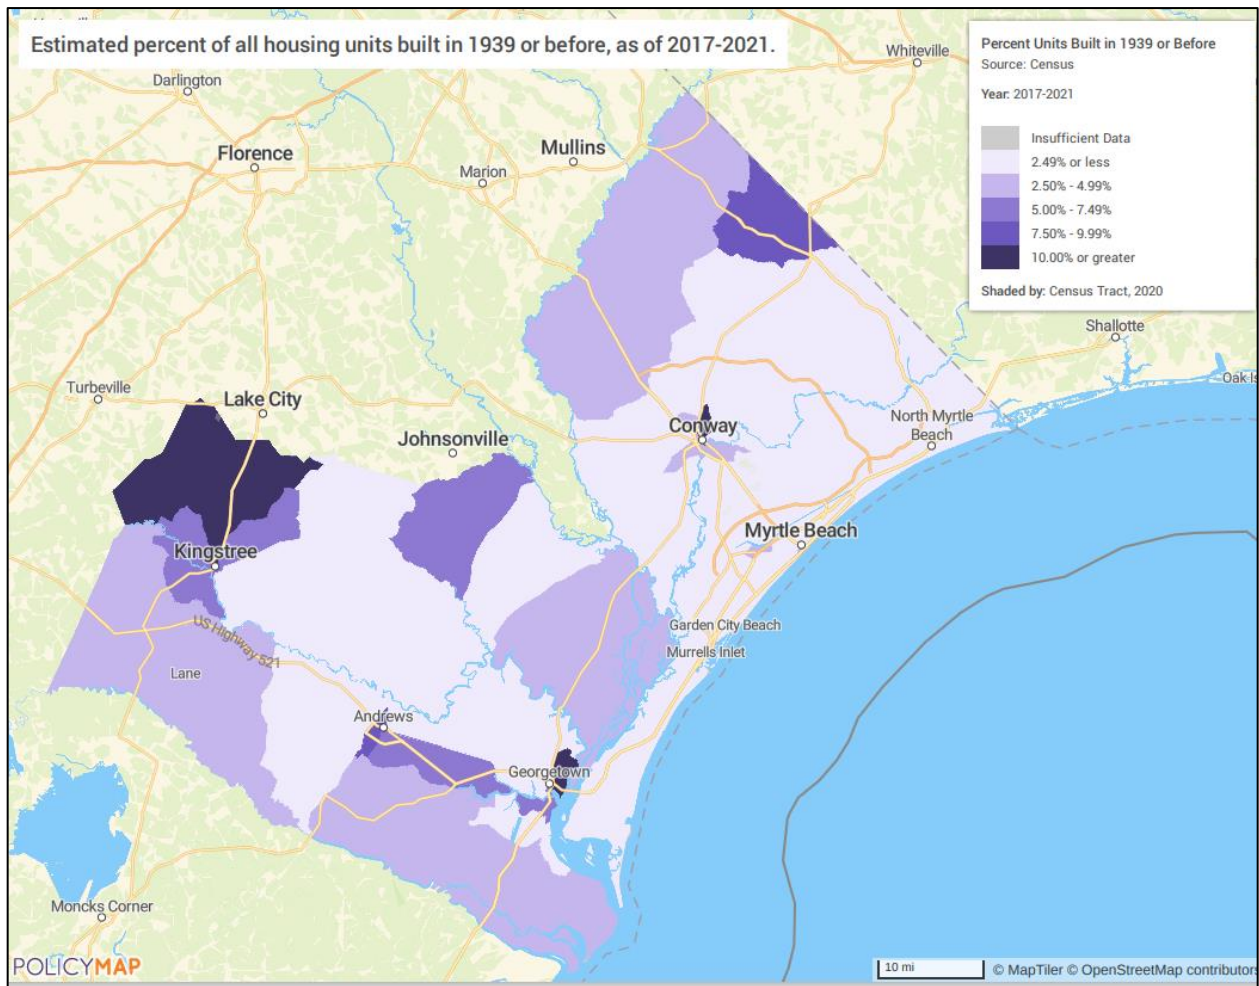 Estimated percent of all housing units built in 1939 or before, as of 2017-2021.
Percent Units Built in 1939 or Before
Source: Census
Year: 2017-2021
Insufficient Data
2.49% or less
2.50% - 4.99%
5.00% - 7.49%
7.50% - 9.99%
10.00% or greater
Shaded by: Census Tract, 2020
Whiteville
Darlington
Florence
Mullins
Marion
Shallotte
Oak Is
Turbeville
Lake City
Johnsonville
Conway
North Myrtle
Beach
Myrtle Beach
Kingstree
US Highway 521
Garden City Beach
Murrells Inlet
Lane
Andrews
Georgetown
Moncks Corner
POLICYMAP
10 mi
© MapTiler © OpenStreetMap contributors